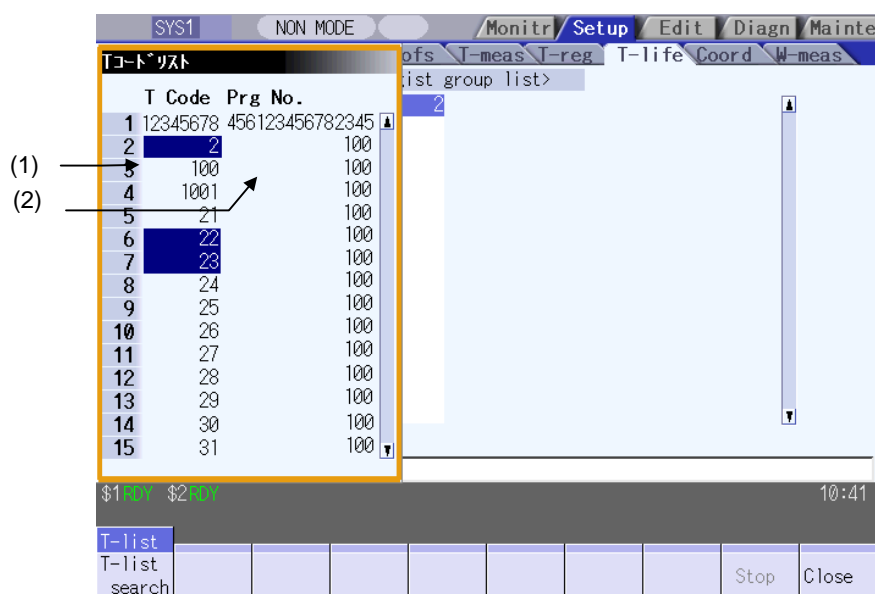 SYS1 NON MODE Monitr Setup Edit Diagn Mainte
Tｺｰﾄﾞﾘｽﾄ ofs T-meas T-reg T-life Coord W-meas
ist group list>
T Code Prg No. 2
1 12345678 456123456782345
2 2 100
(1) 3 100 100
(2) 4 1001 100
5 21 100
6 22 100
7 23 100
8 24 100
9 25 100
10 26 100
11 27 100
12 28 100
13 29 100
14 30 100
15 31 100
$1 RDY $2 RDY 10:41
T-list
T-list
search Stop Close